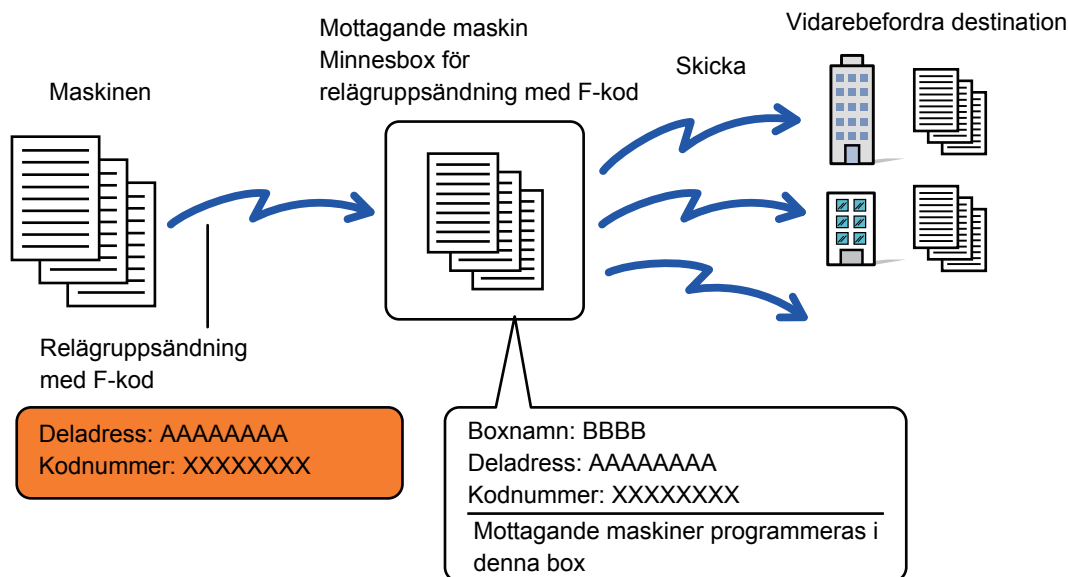 Maskinen
Mottagande maskin
Minnesbox för
relägruppsändning med F-kod
Skicka
Vidarebefordra destination
Relägruppsändning
med F-kod
Deladress: AAAAAAAA
Kodnummer: XXXXXXXX
Boxnamn: BBBB
Deladress: AAAAAAAA
Kodnummer: XXXXXXXX
Mottagande maskiner programmeras i
denna box